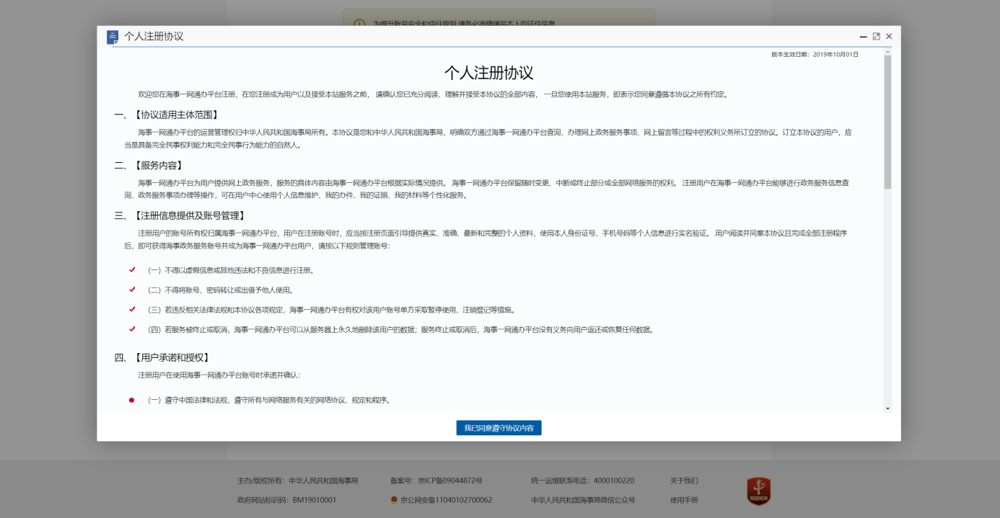 为提升账号安全和信任级别,请务必准确填写本人的证件信息
个人注册协议
版本生效日期：2019年10月01日
个人注册协议
欢迎您在海事一网通办平台注册，在您注册成为用户以及接受本站服务之前， 请确认您已充分阅读、理解并接受本协议的全部内容， 一旦您使用本站服务，即表示您同意遵循本协议之所有约定。
一、【协议适用主体范围】
海事一网通办平台的运营管理权归中华人民共和国海事局所有。本协议是您和中华人民共和国海事局，明确双方通过海事一网通办平台查询、办理网上政务服务事项、网上留言等过程中的权利义务所订立的协议。订立本协议的用户，应
当是具备完全民事权利能力和完全民事行为能力的自然人。
二、【服务内容】
海事一网通办平台为用户提供网上政务服务，服务的具体内容由海事一网通办平台根据实际情况提供。 海事一网通办平台保留随时变更、中断或终止部分或全部网络服务的权利。 注册用户在海事一网通办平台能够进行政务服务信息查
询、政务服务事项办理等操作，可在用户中心使用个人信息维护、我的办件、我的证照、我的材料等个性化服务。
三、【注册信息提供及账号管理】
注册用户的账号所有权归属海事一网通办平台，用户在注册账号时，应当按注册页面引导提供真实、准确、最新和完整的个人资料，使用本人身份证号、手机号码等个人信息进行实名验证。 用户阅读并同意本协议且完成全部注册程序
后，即可获得海事政务服务账号并成为海事一网通办平台用户，请按以下规则管理账号：
（一）不得以虚假信息或其他违法和不良信息进行注册。
（二）不得将账号、密码转让或出借予他人使用。
（三）若违反相关法律法规和本协议各项规定，海事一网通办平台有权对该用户账号单方采取暂停使用、注销登记等措施。
（四）若服务被终止或取消，海事一网通办平台可以从服务器上永久地删除该用户的数据；服务终止或取消后，海事一网通办平台没有义务向用户返还或恢复任何数据。
四、【用户承诺和授权】
注册用户在使用海事一网通办平台账号时承诺并确认：
（一）遵守中国法律和法规，遵守所有与网络服务有关的网络协议、规定和程序。
我已同意遵守协议内容
主办/版权所有：中华人民共和国海事局 备案号：京ICP备09044872号 统一运维联系电话：4000100220 关于我们
政府网站标识码：BM19010001 京公网安备11040102700062 中华人民共和国海事局微信公众号 使用手册
党政机关